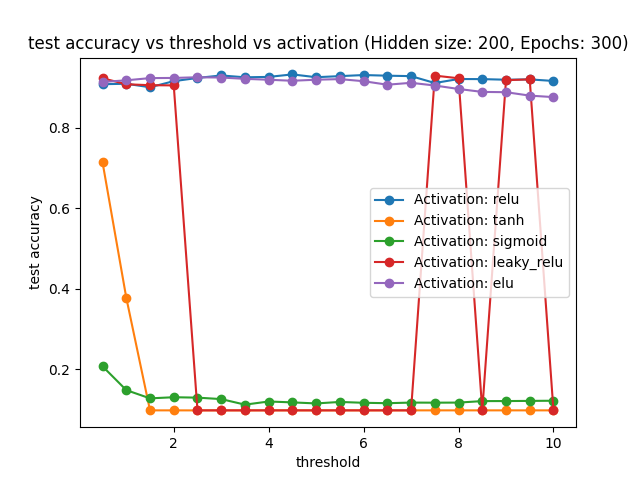 test accuracy vs threshold vs activation (Hidden size: 200, Epochs: 300)
0.8
0.6
0.4
0.2
test accuracy
Activation: relu
Activation: tanh
Activation: sigmoid
Activation: leaky_relu
Activation: elu
2
4
6
8
10
threshold